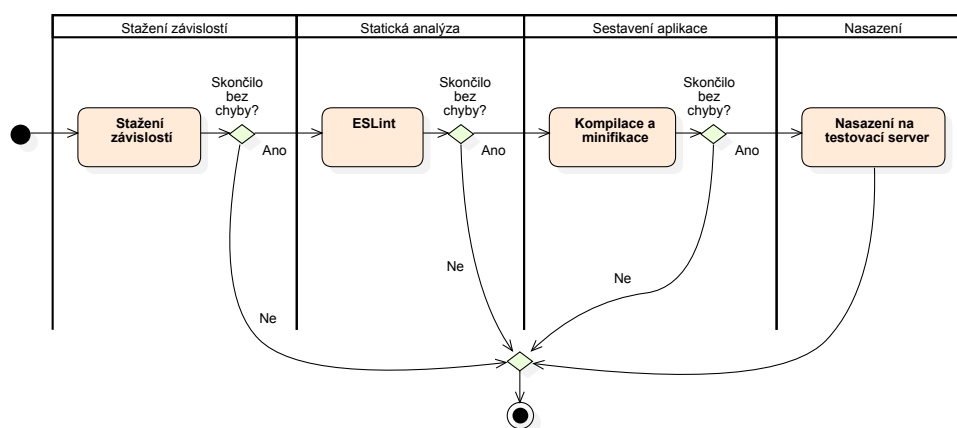 Stažení závislostí
Statická analýza
Sestavení aplikace
Nasazení
Skončilo
bez
chyby?
Skončilo
bez
chyby?
Skončilo
bez
chyby?
Stažení
závislostí
ESLint
Kompilace a
minifikace
Nasazení na
testovací server
Ano
Ano
Ano
Ne
Ne
Ne